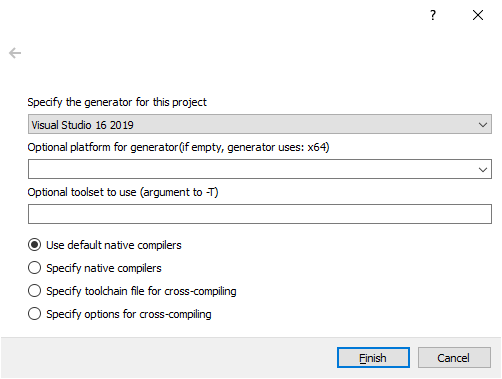 ?
Specify the generator for this project
Visual Studio 16 2019
Optional platform for generator(if empty, generator uses: x64)
Optional toolset to use (argument to -T)
Use default native compilers
Specify native compilers
Specify toolchain file for cross-compiling
Specify options for cross-compiling
Finish Cancel